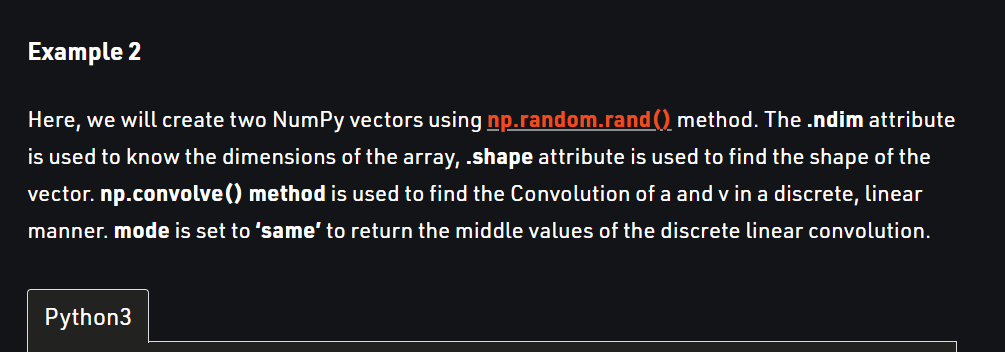 Example 2
Here, we will create two NumPy vectors using np.random.rand() method. The .ndim attribute
is used to know the dimensions of the array, .shape attribute is used to find the shape of the
vector. np.convolve() method is used to find the Convolution of a and v in a discrete, linear
manner. mode is set to ‘same’ to return the middle values of the discrete linear convolution.
Python3